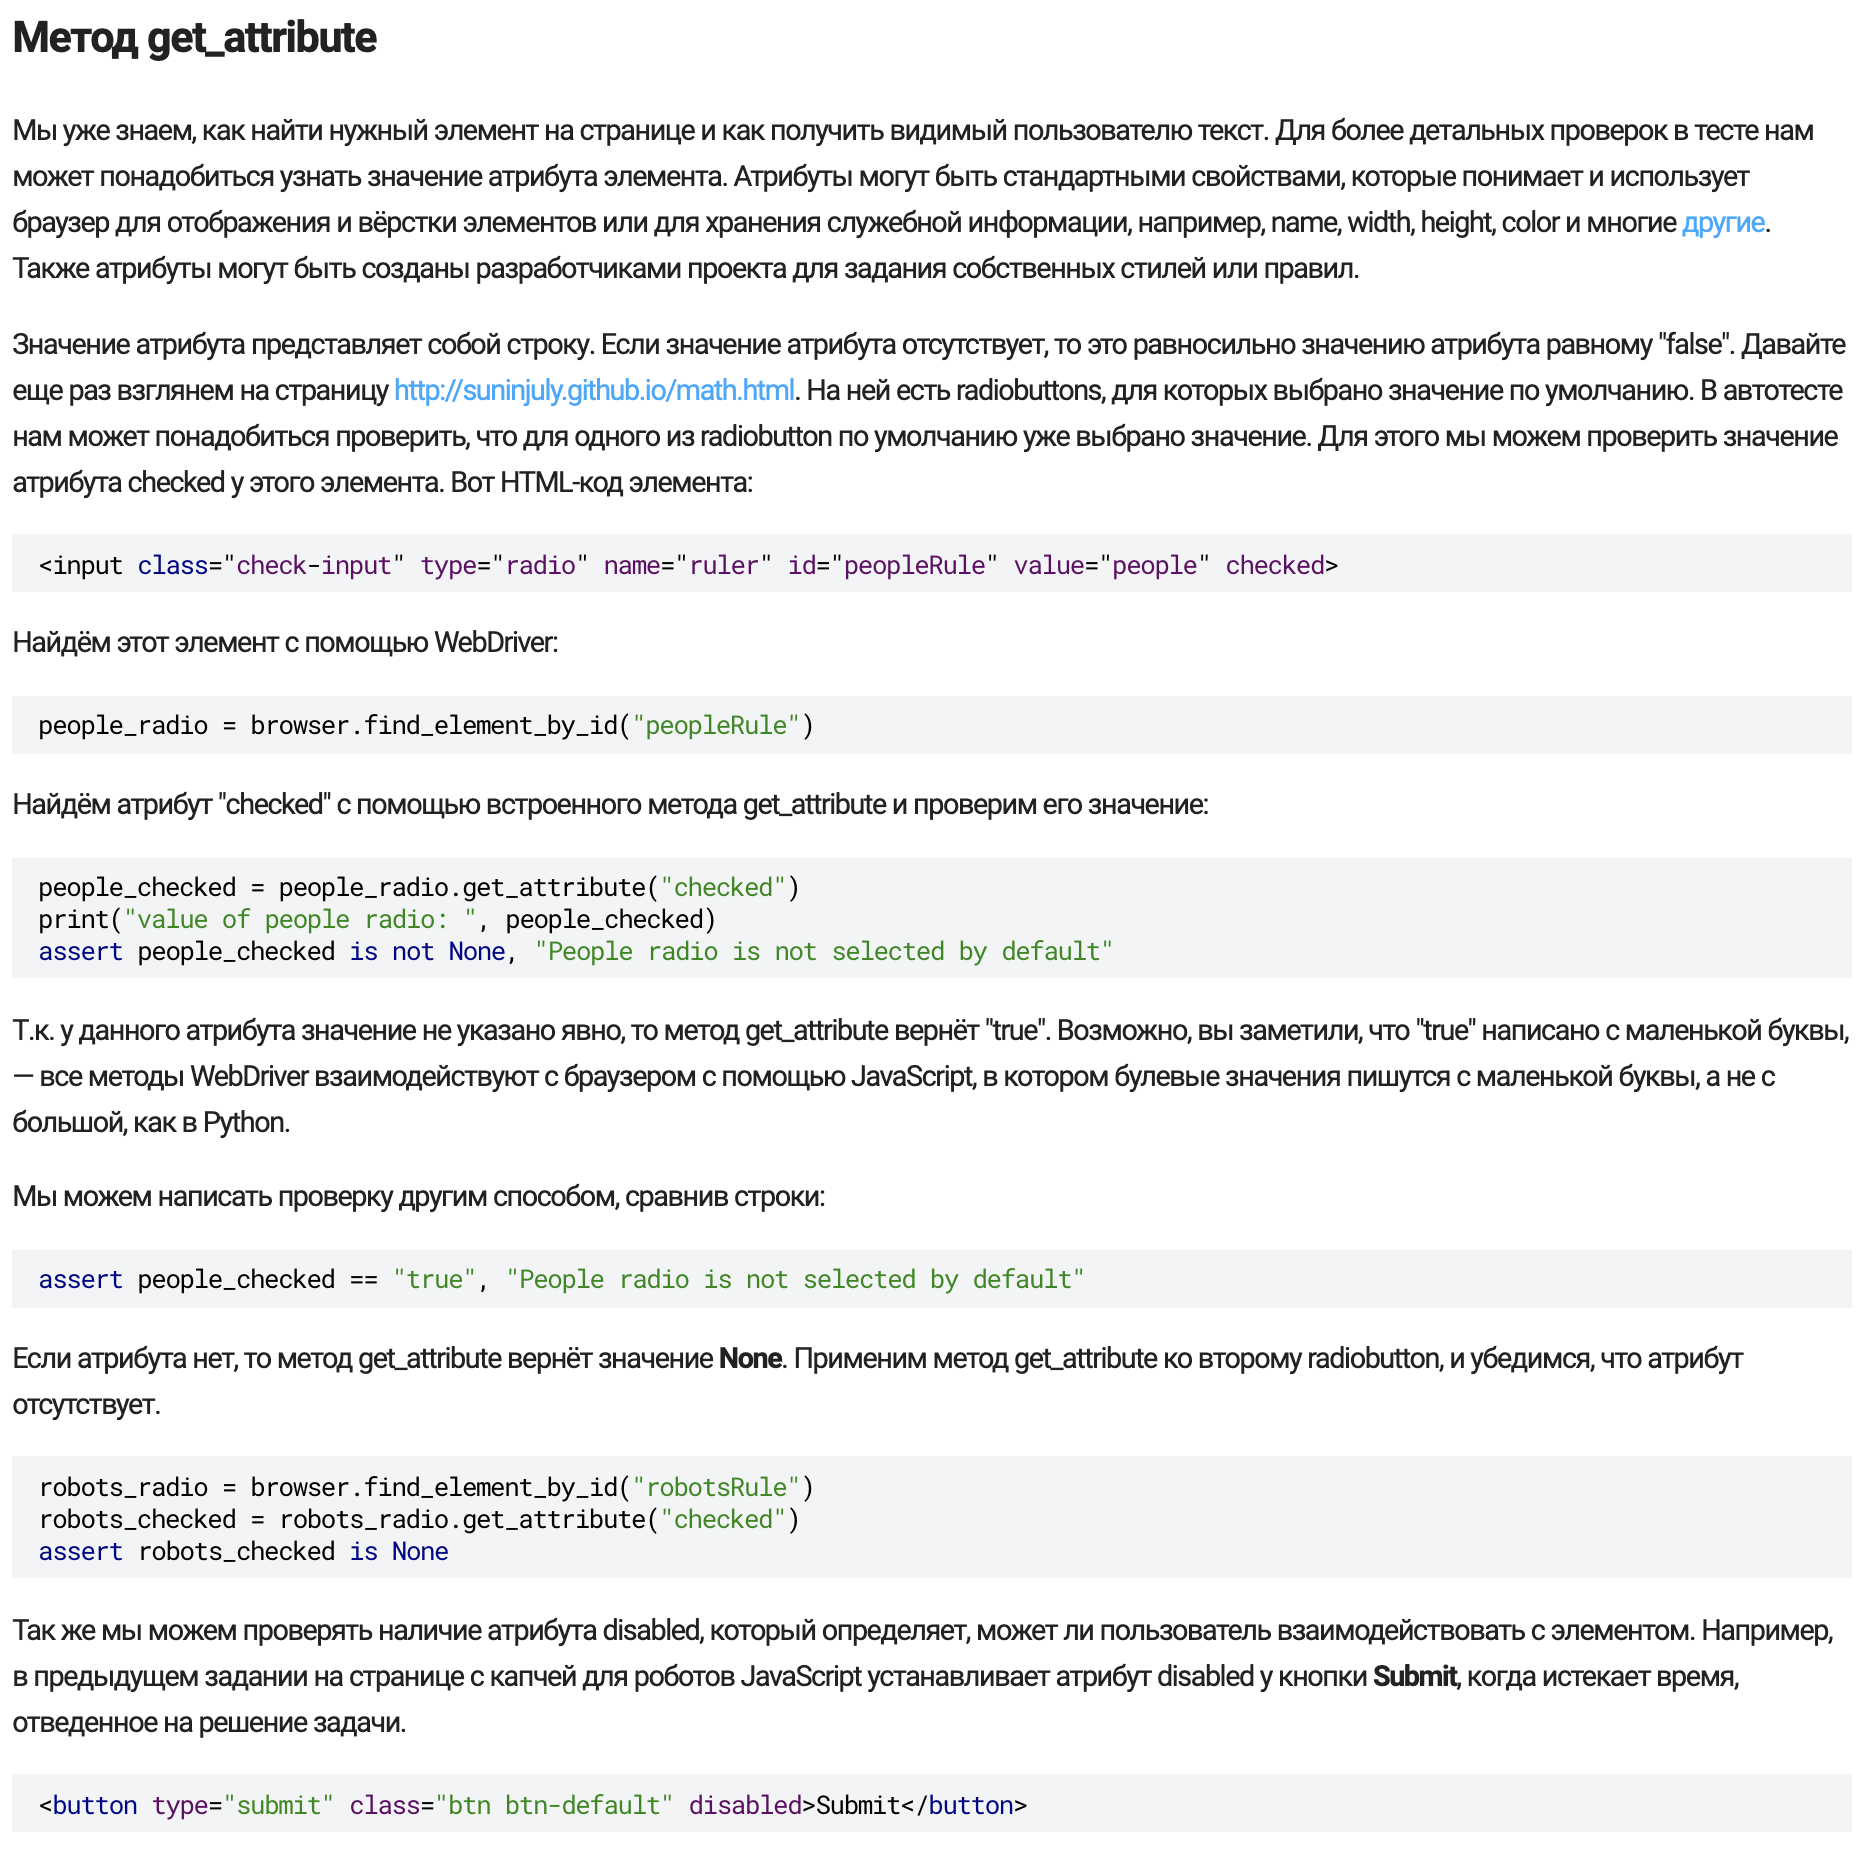 Метод get_attribute
Мы уже знаем, как найти нужный элемент на странице и как получить видимый пользователю текст. Для более детальных проверок в тесте нам
может понадобиться узнать значение атрибута элемента. Атрибуты могут быть стандартными свойствами, которые понимает и использует
браузер для отображения и вёрстки элементов или для хранения служебной информации, например, name, width, height, color и многие другие.
Также атрибуты могут быть созданы разработчиками проекта для задания собственных стилей или правил.
Значение атрибута представляет собой строку. Если значение атрибута отсутствует, то это равносильно значению атрибута равному "false". Давайте
еще раз взглянем на страницу http://suninjuly.github.io/math.html. На ней есть radiobuttons, для которых выбрано значение по умолчанию. В автотесте
нам может понадобиться проверить, что для одного из radiobutton по умолчанию уже выбрано значение. Для этого мы можем проверить значение
атрибута checked у этого элемента. Вот HTML-код элемента:
<input class="check-input" type="radio" name="ruler" id="peopleRule" value="people" checked>
Найдём этот элемент с помощью WebDriver:
people_radio = browser.find_element_by_id("peopleRule")
Найдём атрибут "checked" с помощью встроенного метода get_attribute и проверим его значение:
people_checked = people_radio.get_attribute("checked")
print("value of people radio: ", people_checked)
assert people_checked is not None, "People radio is not selected by default"
Т.к. у данного атрибута значение не указано явно, то метод get_attribute вернёт "true". Возможно, вы заметили, что "true" написано с маленькой буквы,
— все методы WebDriver взаимодействуют с браузером с помощью JavaScript, в котором булевые значения пишутся с маленькой буквы, а не с
большой, как в Python.
Мы можем написать проверку другим способом, сравнив строки:
assert people_checked == "true", "People radio is not selected by default"
Если атрибута нет, то метод get_attribute вернёт значение None. Применим метод get_attribute ко второму radiobutton, и убедимся, что атрибут
отсутствует.
robots_radio = browser.find_element_by_id("robotsRule")
robots_checked = robots_radio.get_attribute("checked")
assert robots_checked is None
Так же мы можем проверять наличие атрибута disabled, который определяет, может ли пользователь взаимодействовать с элементом. Например,
в предыдущем задании на странице с капчей для роботов JavaScript устанавливает атрибут disabled у кнопки Submit, когда истекает время,
отведенное на решение задачи.
<button type="submit" class="btn btn-default" disabled>Submit</button>